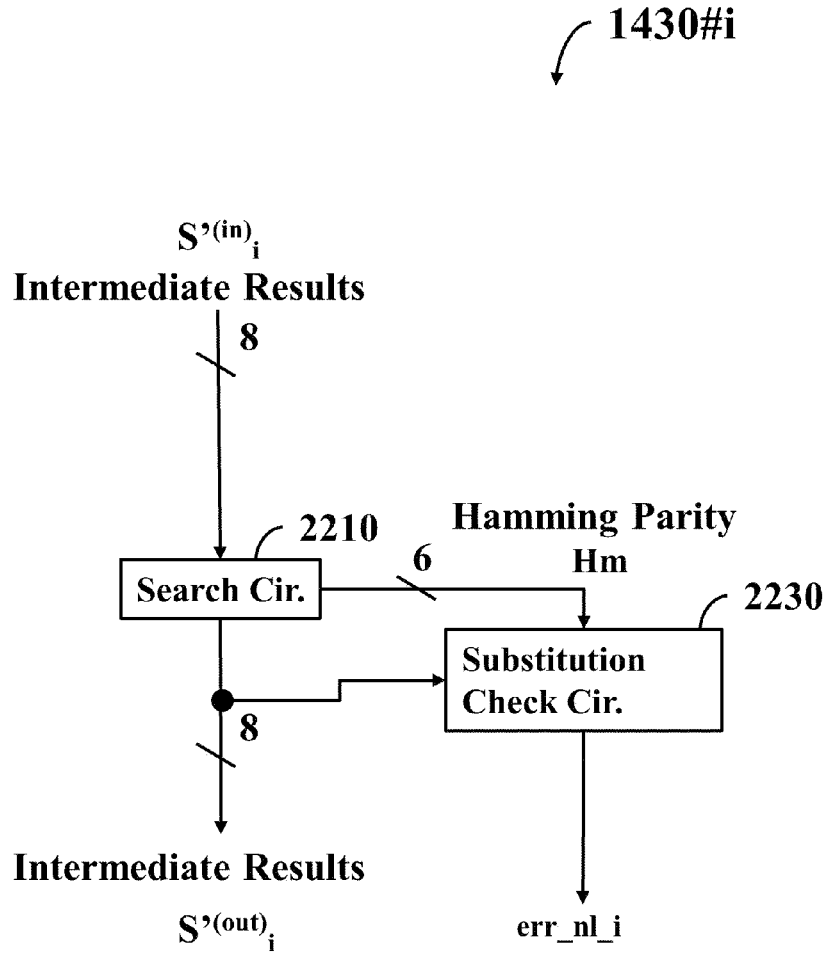 1430#i
S’(in)i
Intermediate Results
8
2210
Hamming Parity
6
Hm
Search Cir.
2230
Substitution
Check Cir.
8
Intermediate Results
S’(out)i
err_nl_i